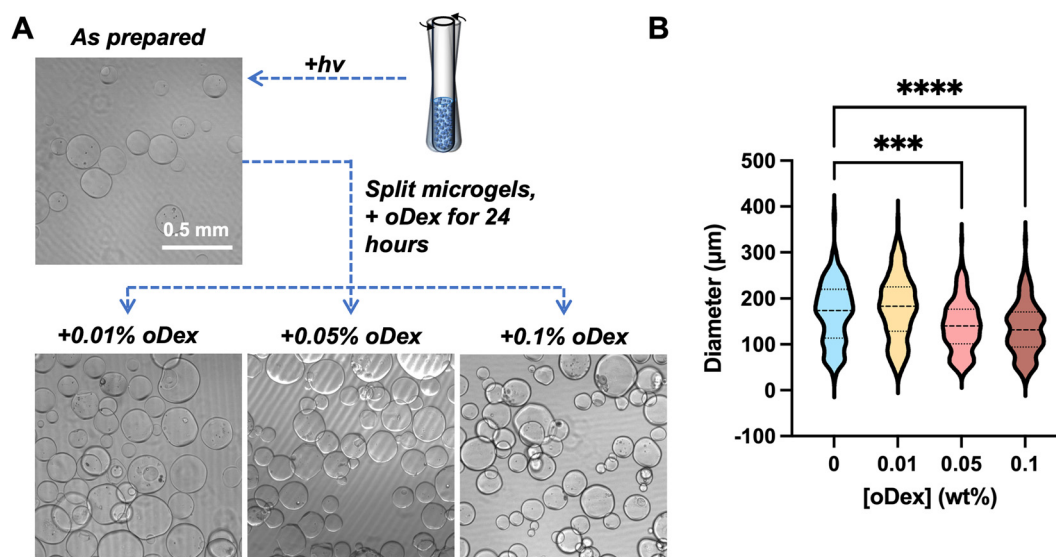 A
As prepared
+hv
0.5 mm
Split microgels,
+ oDex for 24
hours
+0.01% oDex
+0.05% oDex
+0.1% oDex
B
****
***
Diameter (μm)
500
400
300
200
100
0
-100
0
0.01
0.05
0.1
[oDex] (wt%)